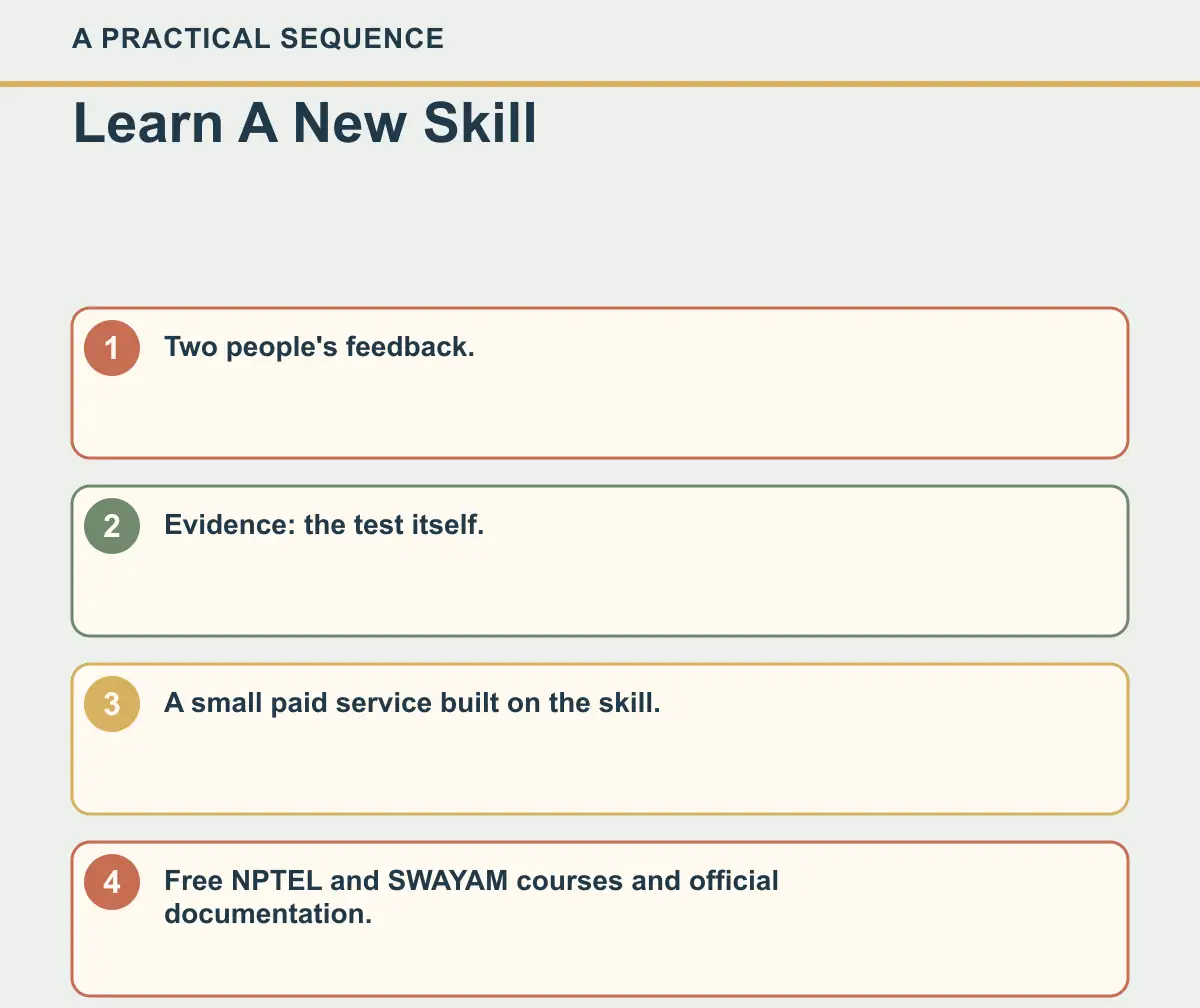 A PRACTICAL SEQUENCE
Learn A New Skill
1
Two people's feedback.
2
Evidence: the test itself.
3
A small paid service built on the skill.
4
Free NPTEL and SWAYAM courses and official
documentation.